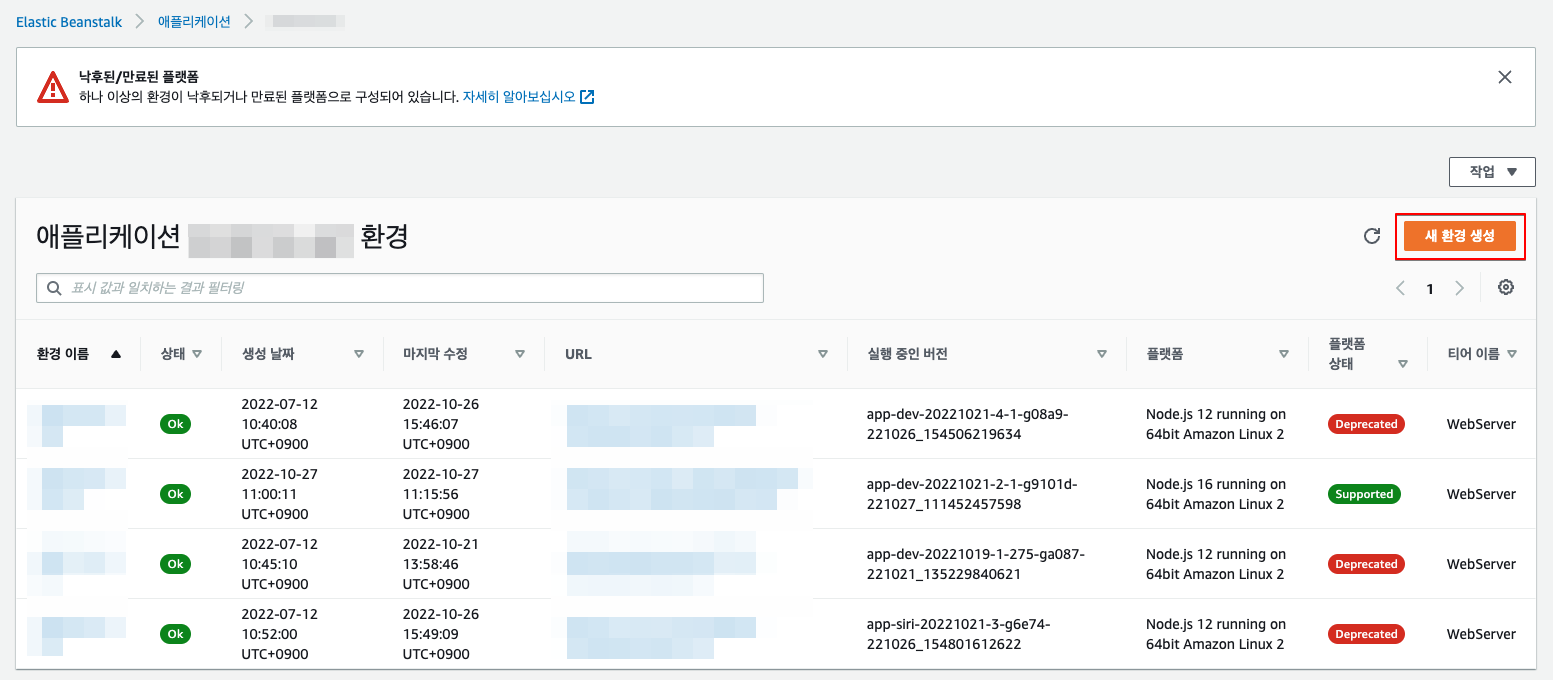 Elastic Beanstalk > 애플리케이션 >
낙후된/만료된 플랫폼
하나 이상의 환경이 낙후되거나 만료된 플랫폼으로 구성되어 있습니다. 자세히 알아보십시오
작업 ▼
애플리케이션 환경
새 환경 생성
표시 값과 일치하는 결과 필터링
1
환경 이름 ▲ 상태 생성 날짜 마지막 수정 URL 실행 중인 버전 플랫폼 플랫폼 상태 티어 이름
Ok
2022-07-12
10:40:08
UTC+0900
2022-10-26
15:46:07
UTC+0900
app-dev-20221021-4-1-g08a9-
221026_154506219634
Node.js 12 running on
64bit Amazon Linux 2
Deprecated
WebServer
Ok
2022-10-27
11:00:11
UTC+0900
2022-10-27
11:15:56
UTC+0900
app-dev-20221021-2-1-g9101d-
221027_111452457598
Node.js 16 running on
64bit Amazon Linux 2
Supported
WebServer
Ok
2022-07-12
10:45:10
UTC+0900
2022-10-21
13:58:46
UTC+0900
app-dev-20221019-1-275-ga087-
221021_135229840621
Node.js 12 running on
64bit Amazon Linux 2
Deprecated
WebServer
Ok
2022-07-12
10:52:00
UTC+0900
2022-10-26
15:49:09
UTC+0900
app-siri-20221021-3-g6e74-
221026_154801612622
Node.js 12 running on
64bit Amazon Linux 2
Deprecated
WebServer